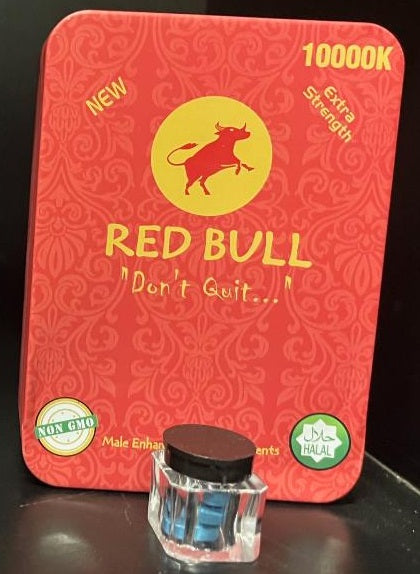 10000K
NEW
Extra
Strength
RED BULL
"Don't Quit..."
NON GMO
Male
حلال
HALAL